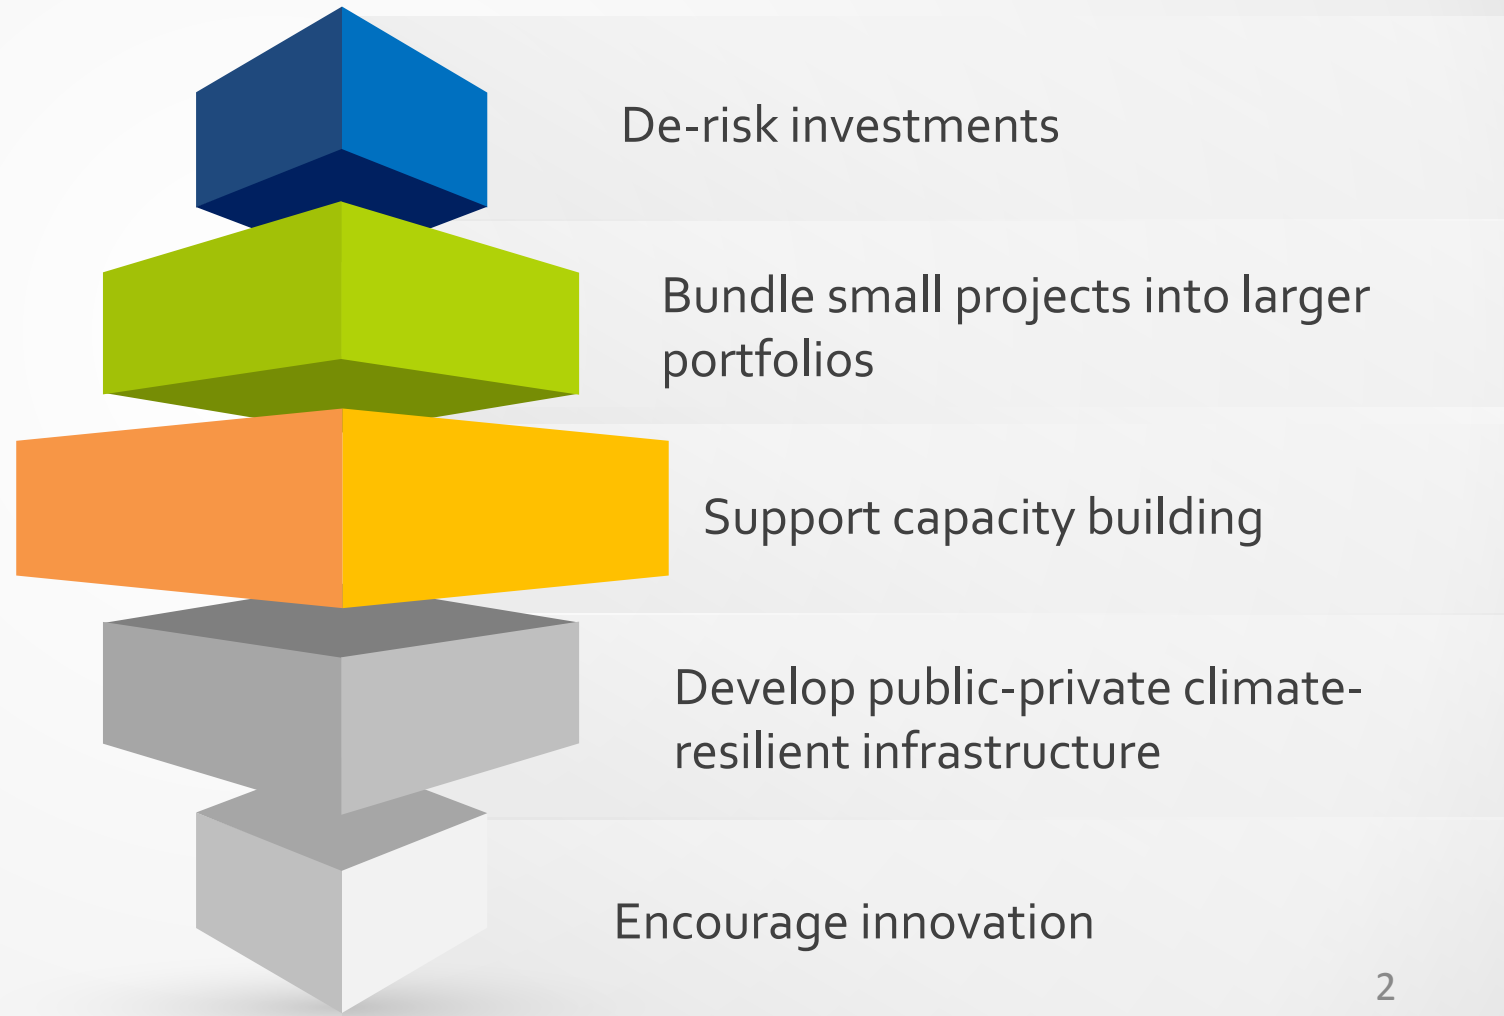 De-risk investments
Bundle small projects into larger
portfolios
Support capacity building
Develop public-private climate-
resilient infrastructure
Encourage innovation
2